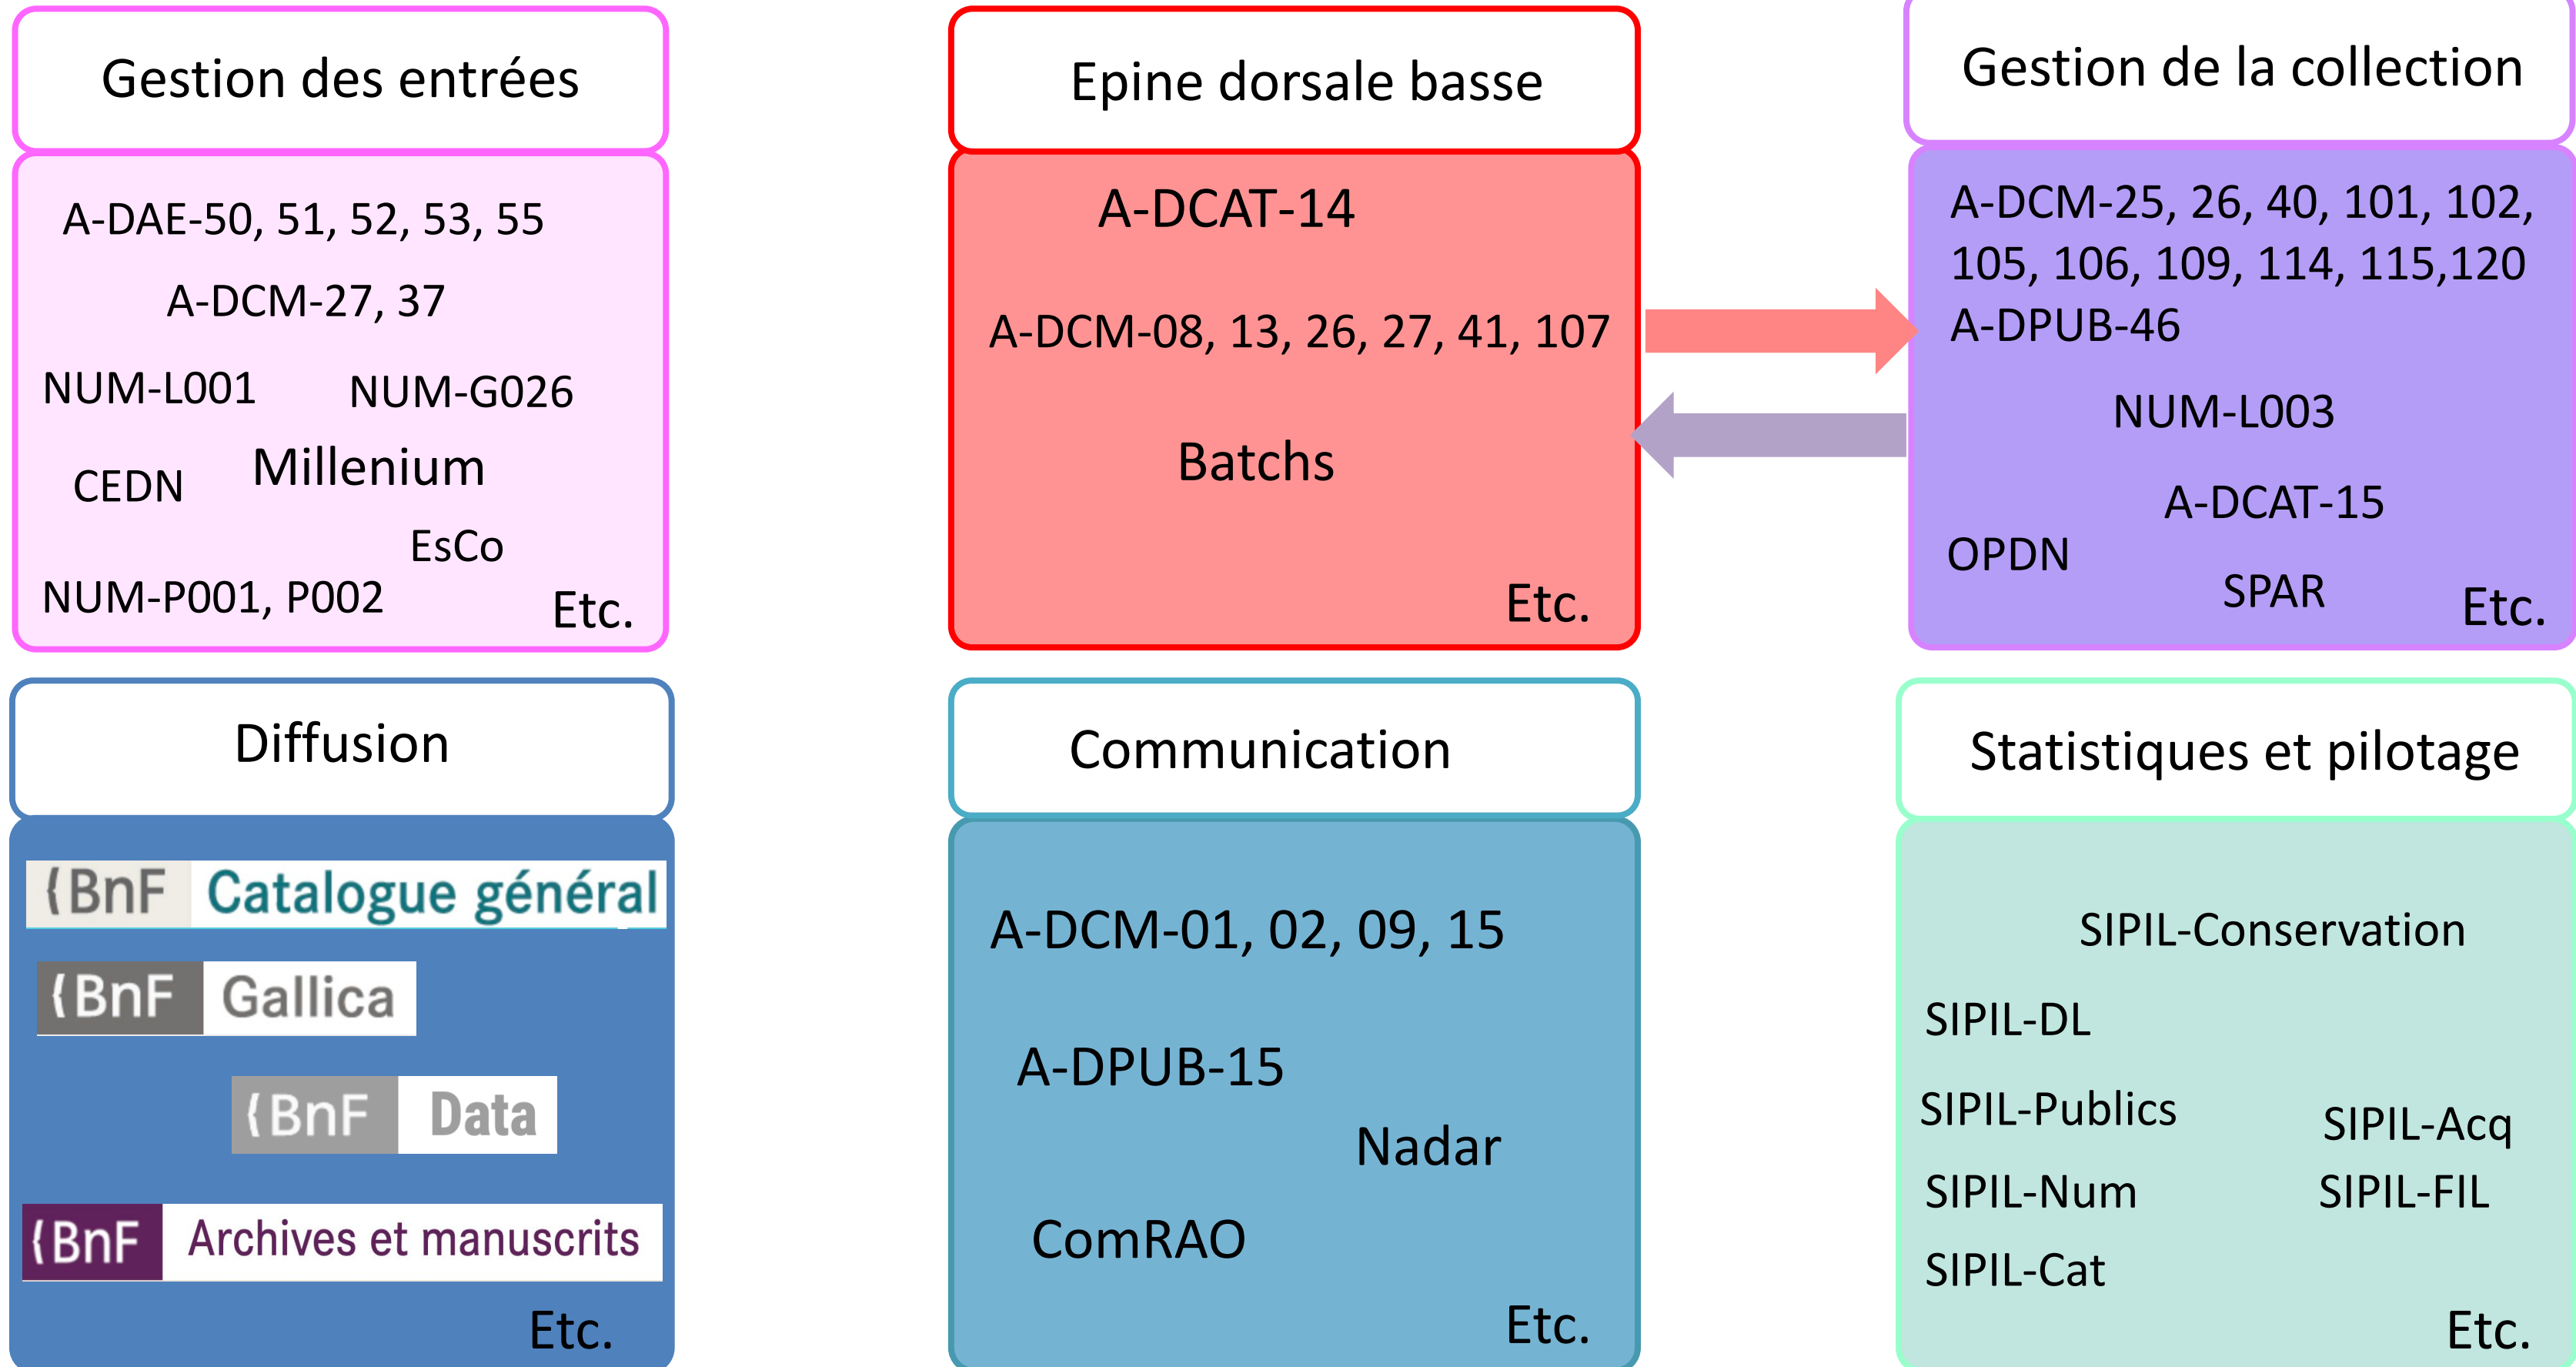 Gestion des entrées
A-DAE-50, 51, 52, 53, 55
A-DCM-27, 37
NUM-L001
NUM-G026
Millenium
CEDN
EsCo
NUM-P001, P002
Etc.
Epine dorsale basse
A-DCAT-14
A-DCM-08, 13, 26, 27, 41, 107
Batchs
Etc.
Gestion de la collection
A-DCM-25, 26, 40, 101, 102,
105, 106, 109, 114, 115,120
A-DPUB-46
NUM-L003
A-DCAT-15
OPDN
SPAR
Etc.
Diffusion
{BnF Catalogue général
{BnF Gallica
{BnF Data
{BnF Archives et manuscrits
Etc.
Communication
A-DCM-01, 02, 09, 15
A-DPUB-15
Nadar
ComRAO
Etc.
Statistiques et pilotage
SIPIL-Conservation
SIPIL-DL
SIPIL-Publics
SIPIL-Acq
SIPIL-Num
SIPIL-FIL
SIPIL-Cat
Etc.